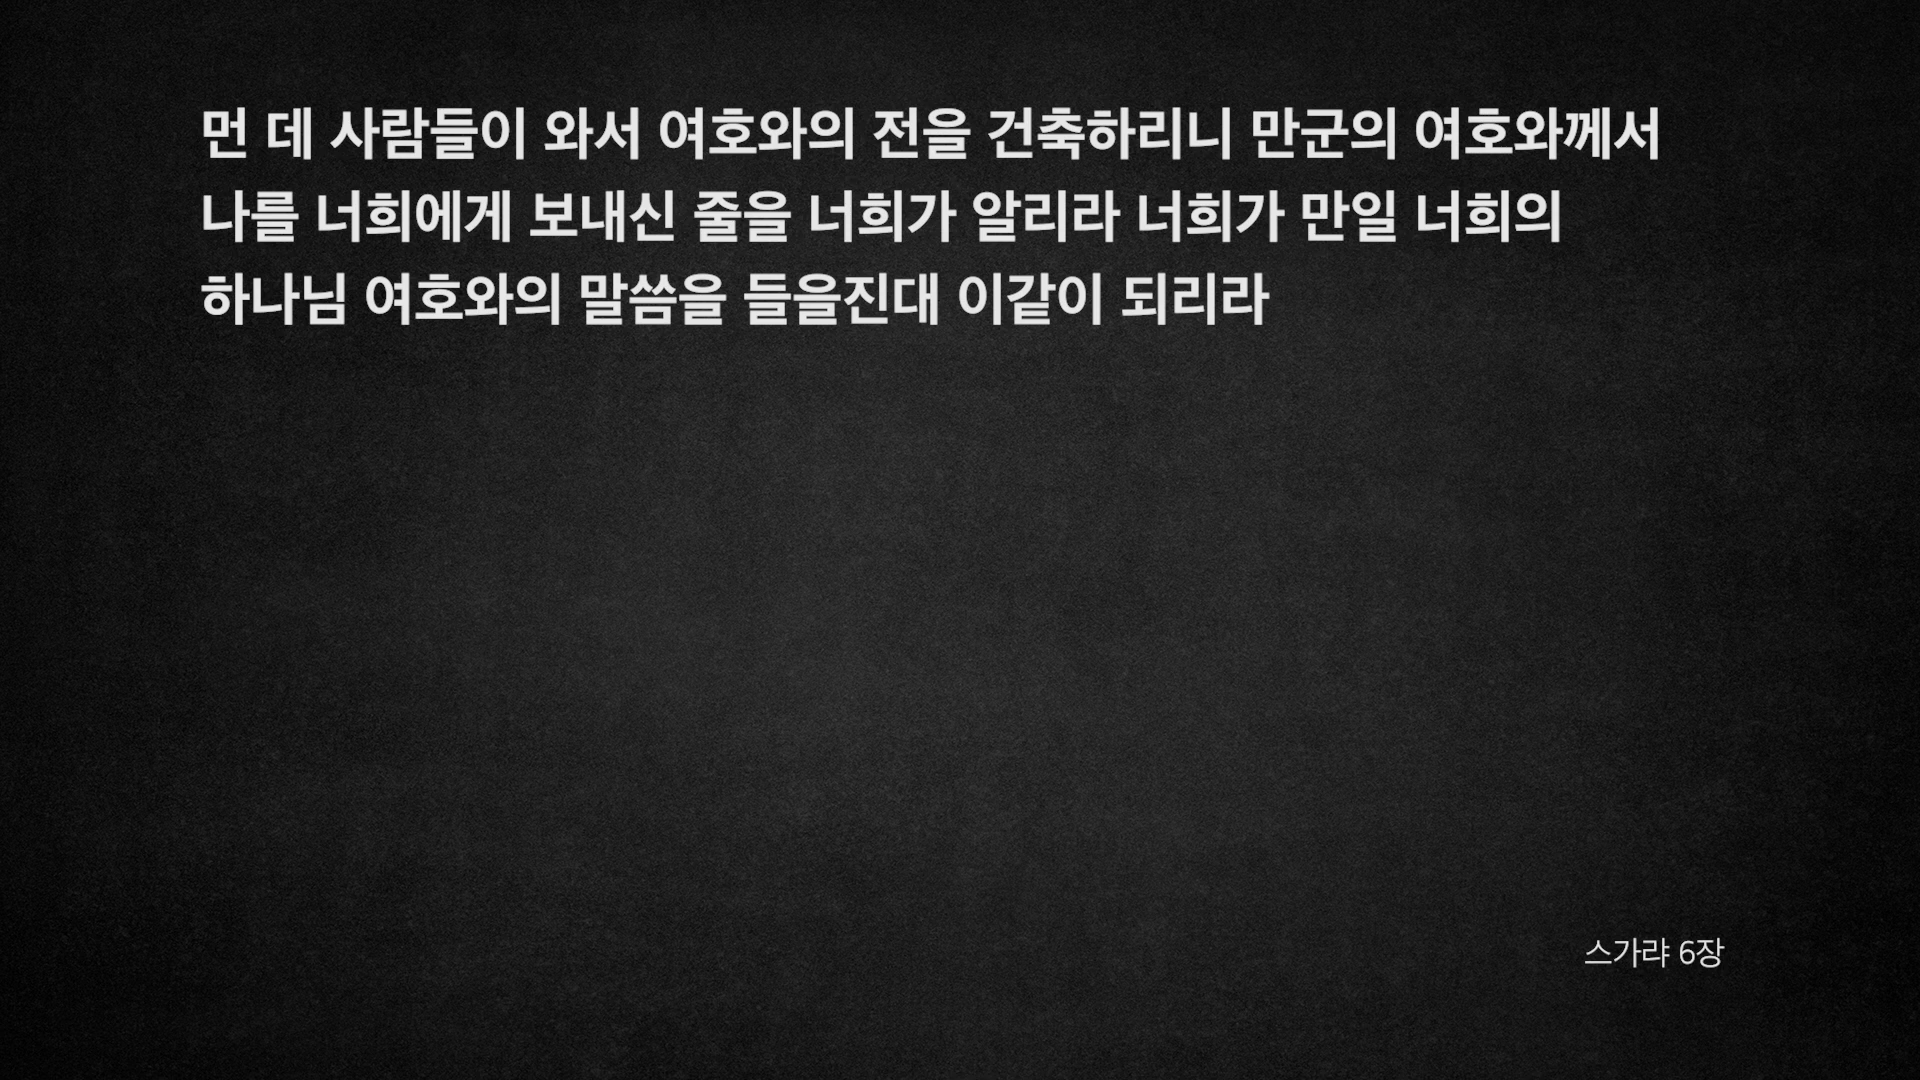 먼 데 사람들이 와서 여호와의 전을 건축하리니 만군의 여호와께서
나를 너희에게 보내신 줄을 너희가 알리라 너희가 만일 너희의
하나님 여호와의 말씀을 들을진대 이같이 되리라
스가랴 6장